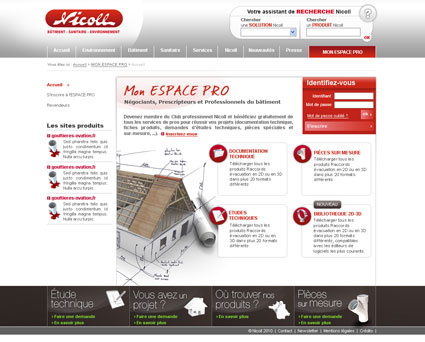 Nicoll
BÂTIMENT - SANITAIRE - ENVIRONNEMENT
Votre assistant de RECHERCHE Nicoll
Chercher
une SOLUTION Nicoll
Chercher
un PRODUIT Nicoll
OK
Accueil
Environnement
Bâtiment
Sanitaire
Services
Nicoll
Nouveautés
Presse
MON ESPACE PRO
Vous êtes ici : Accueil > MON ESPACE PRO > Accueil
Accueil
S'inscrire à l'ESPACE PRO
Revendeurs
Les sites produits
gouttieres-ovation.fr
Sed pharetra felis quis
justo condimentum id
fringilla magna tempus.
Nulla arcu turpis.
gouttieres-ovation.fr
Sed pharetra felis quis
justo condimentum id
fringilla magna tempus.
Nulla arcu turpis.
gouttieres-ovation.fr
Sed pharetra felis quis
justo condimentum id
fringilla magna tempus.
Nulla arcu turpis.
Mon ESPACE PRO
Négociants, Prescripteurs et Professionnels du bâtiment
Devenez membre du Club professionnel Nicoll et bénéficiez gratuitement de
tous les services de pros pour réussir vos projets (documentation technique,
fiches produits, demandes d'études techniques, pièces spéciales et
sur-mesure, ...). Inscrivez-vous
Identifiez-vous
Identifiant
Mot de passe
ok
Mot de passe oublié ?
S'inscrire
DOCUMENTATION
TECHNIQUE
Télécharger tous
les produits Raccords
évacuation en 2D ou en
3D dans plus 20
formats différents
PIÈCES SUR-MESURE
Télécharger tous les
produits Raccords
évacuation en 2D ou en
3D dans plus 20 formats
différents
ÉTUDES
TECHNIQUES
Télécharger tous
les produits Raccords
évacuation en 2D ou en
3D dans plus 20
formats différents
NOUVEAU
BIBLIOTHEQUE 2D-3D
Télécharger tous les
produits Raccords
évacuation en 2D ou en
3D dans plus 20 formats
différents, compatibles
avec les éditeurs de
logiciels les plus courants
Étude
technique
Faire une demande
En savoir plus
Vous avez un
projet ?
Faire une demande
En savoir plus
Où trouver nos
produits ?
En savoir plus
Pièces
sur mesure
Faire une demande
En savoir plus
© Nicoll 2010 | Contact | Newsletter | Mentions légales | Crédits |